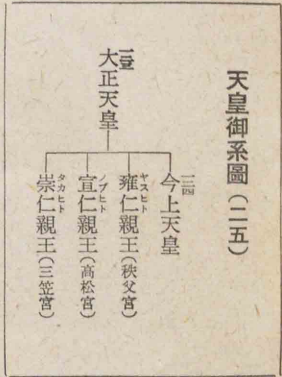 天皇御系圖(二五)
一二三
大正天皇
一二四
今上天皇
ヤスヒト
雍仁親王(秩父宮)
ノブヒト
宣仁親王(高松宮)
タカヒト
崇仁親王(三笠宮)